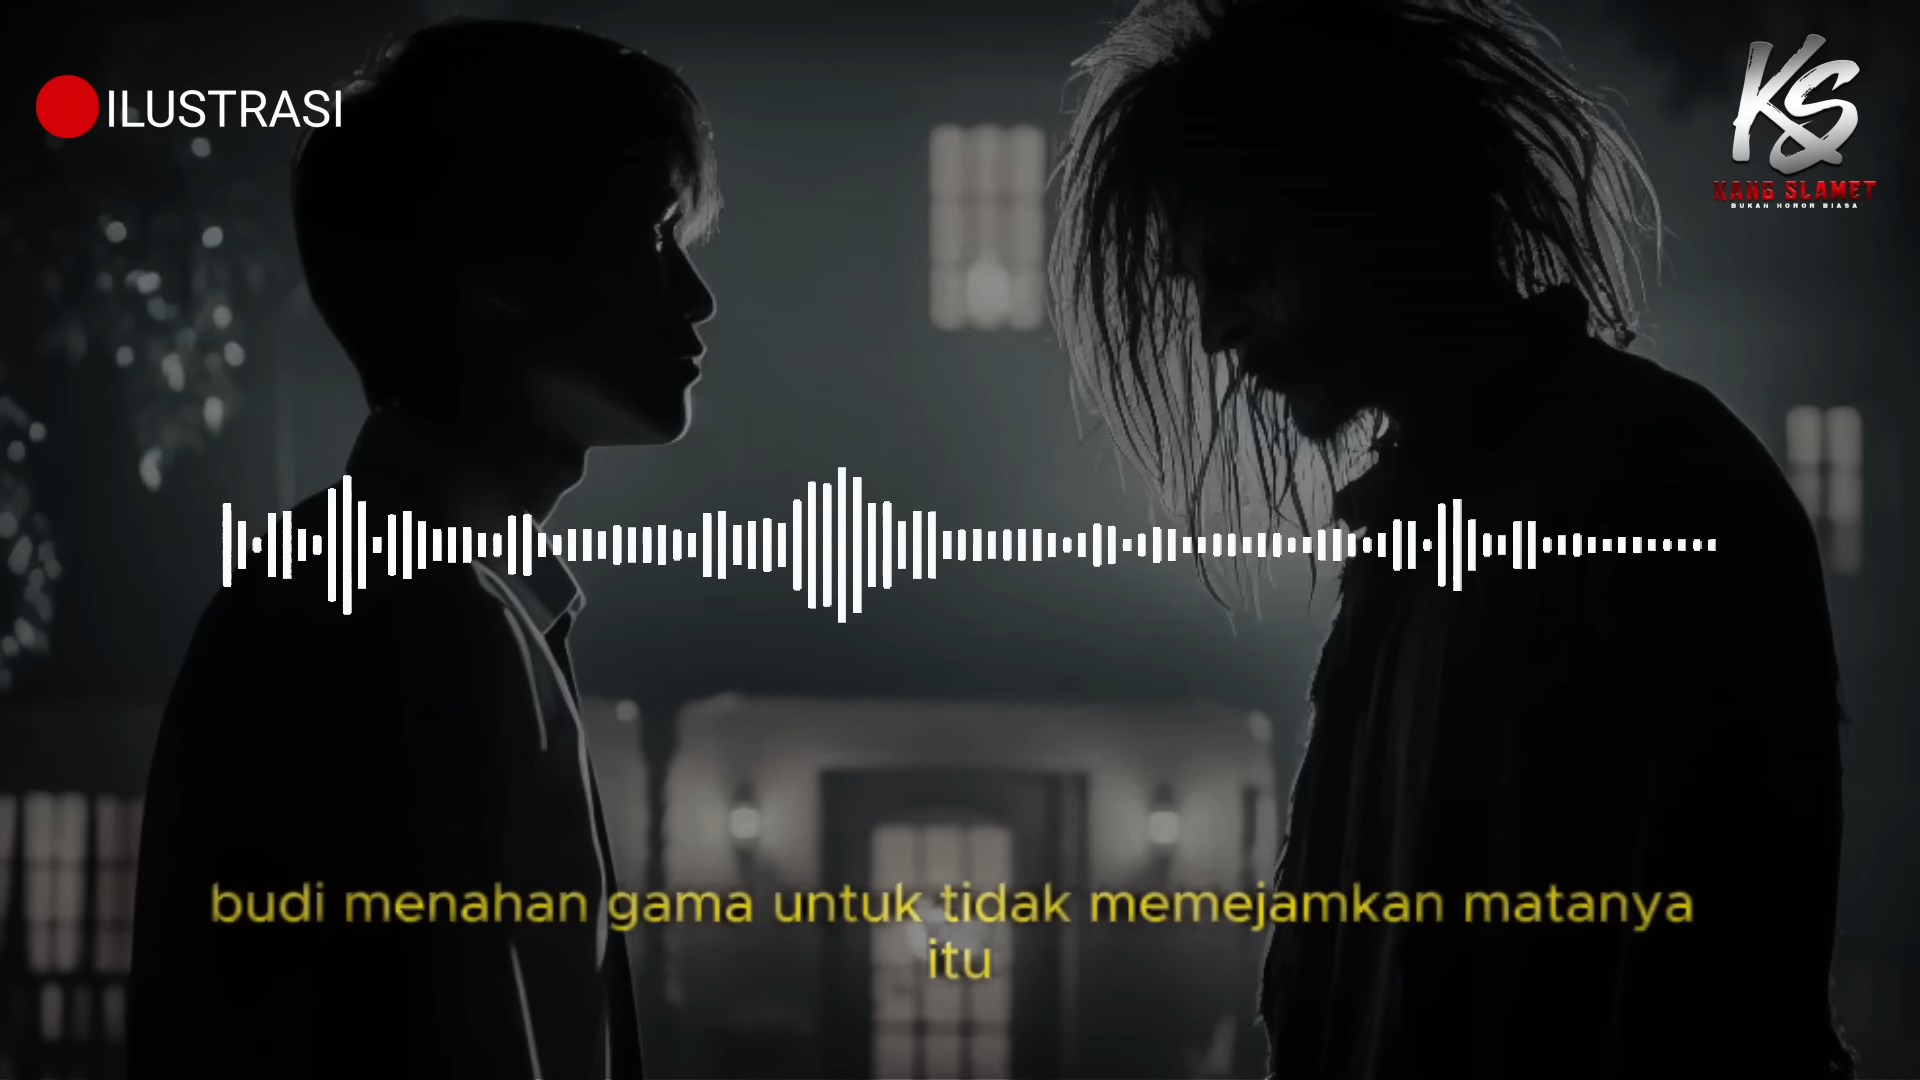 ILUSTRASI
KS
KANG SLAMET
BUKAN HOROR BIASA
budi menahan gama untuk tidak memejamkan matanya
itu